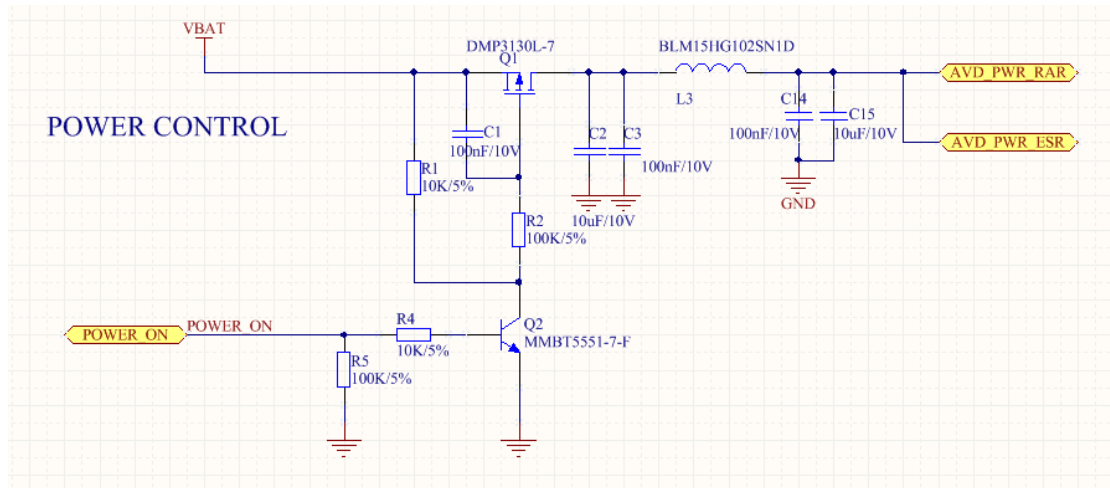 VBAT
DMP3130L-7
Q1
BLM15HG102SN1D
L3
AVD_PWR_RAR
POWER CONTROL
C1
100nF/10V
C2
C3
100nF/10V
10uF/10V
C14
100nF/10V
C15
10uF/10V
AVD_PWR_ESR
GND
R1
10K/5%
R2
100K/5%
POWER_ON
POWER_ON
R4
10K/5%
Q2
MMBT5551-7-F
R5
100K/5%